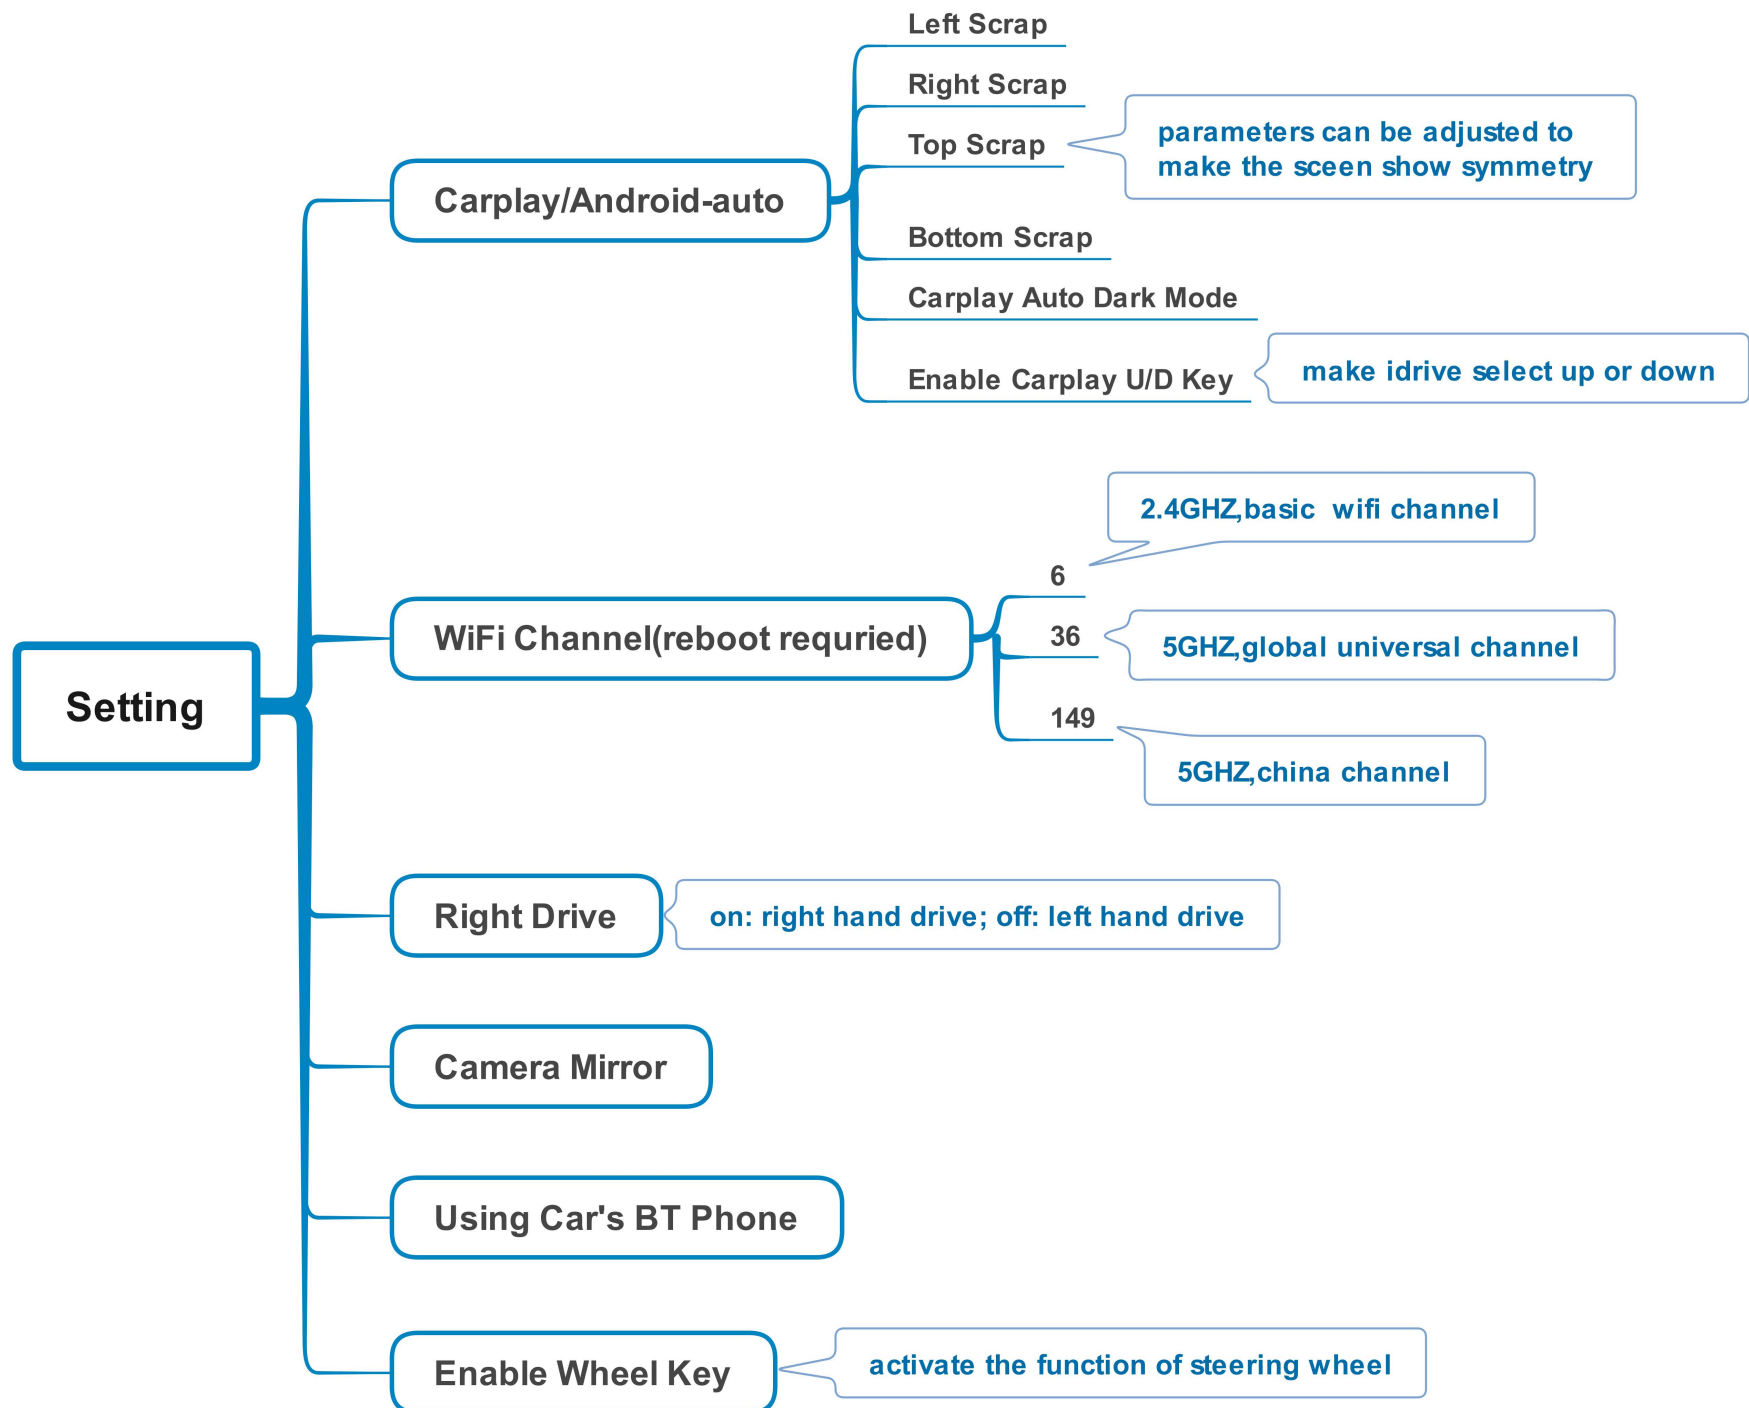 Left Scrap
Right Scrap
Top Scrap
parameters can be adjusted to
make the sceen show symmetry
Carplay/Android-auto
Bottom Scrap
Carplay Auto Dark Mode
Enable Carplay U/D Key
make idrive select up or down
2.4GHZ,basic  wifi channel
6
WiFi Channel(reboot requried)
36
5GHZ,global universal channel
149
5GHZ,china channel
Setting
Right Drive
on: right hand drive; off: left hand drive
Camera Mirror
Using Car's BT Phone
Enable Wheel Key
activate the function of steering wheel